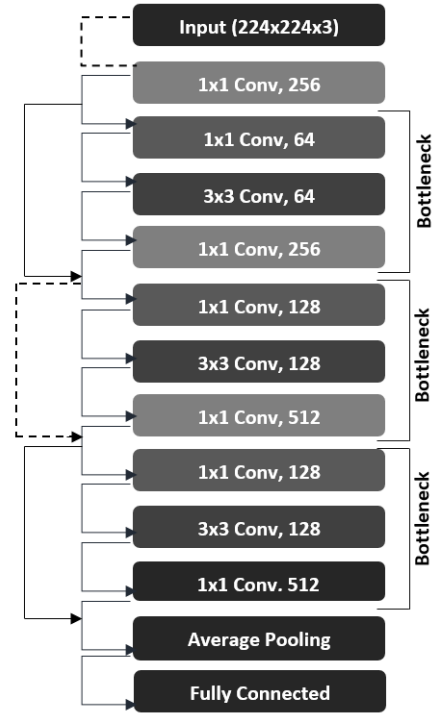 Input (224x224x3)
1x1 Conv, 256
1x1 Conv, 64
3x3 Conv, 64
1x1 Conv, 256
Bottleneck
1x1 Conv, 128
3x3 Conv, 128
1x1 Conv, 512
Bottleneck
1x1 Conv, 128
3x3 Conv, 128
1x1 Conv. 512
Bottleneck
Average Pooling
Fully Connected